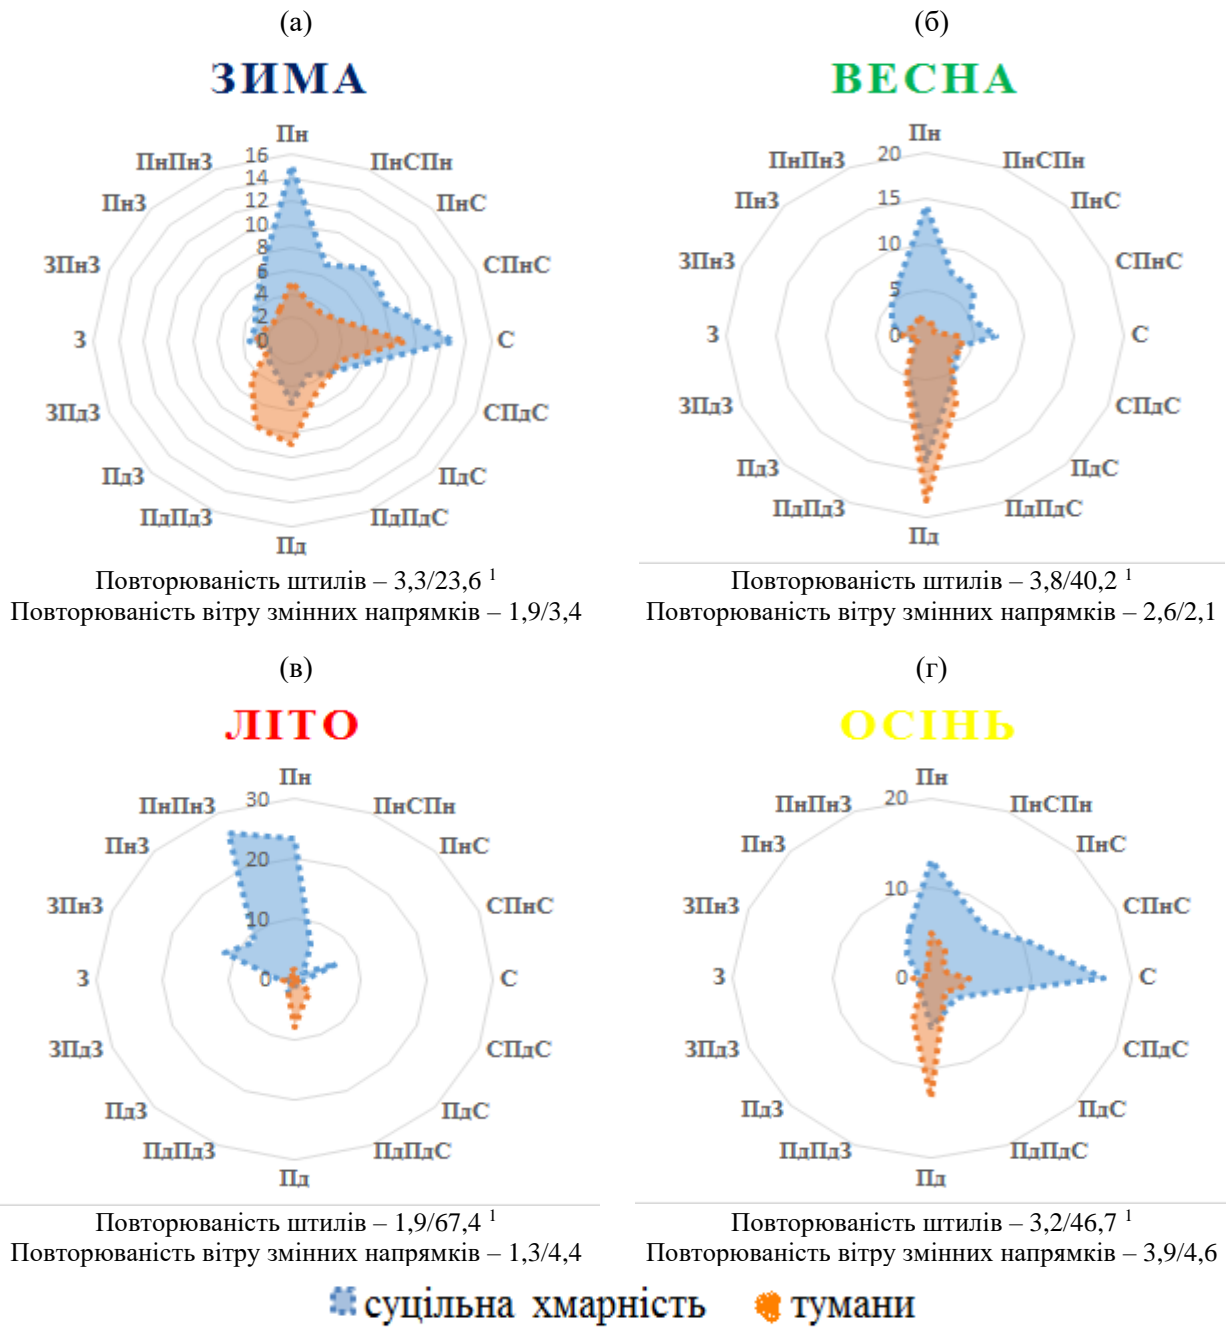 (а)
ЗИМА
Пн
ПнПнЗ
16
ПнСПн
14
ПнЗ
12
ПнС
10
ЗПнЗ
8
СПнС
6
4
2
З
0
С
ЗПдЗ
СПдС
ПдЗ
ПдС
ПдПдЗ
ПдПдС
Пд
Повторюваність штилів – 3,3/23,6 ¹
Повторюваність вітру змінних напрямків – 1,9/3,4
(б)
ВЕСНА
Пн
ПнПнЗ
20
ПнСПн
ПнЗ
15
ПнС
10
ЗПнЗ
СПнС
5
З
0
С
ЗПдЗ
СПдС
ПдЗ
ПдС
ПдПдЗ
ПдПдС
Пд
Повторюваність штилів – 3,8/40,2 ¹
Повторюваність вітру змінних напрямків – 2,6/2,1
(в)
ЛІТО
Пн
ПнПнЗ
30
ПнСПн
ПнЗ
20
ПнС
ЗПнЗ
10
СПнС
З
0
С
ЗПдЗ
СПдС
ПдЗ
ПдС
ПдПдЗ
ПдПдС
Пд
Повторюваність штилів – 1,9/67,4 ¹
Повторюваність вітру змінних напрямків – 1,3/4,4
(г)
ОСІНЬ
Пн
ПнПнЗ
20
ПнСПн
ПнЗ
ПнС
10
ЗПнЗ
СПнС
З
0
С
ЗПдЗ
СПдС
ПдЗ
ПдС
ПдПдЗ
ПдПдС
Пд
Повторюваність штилів – 3,2/46,7 ¹
Повторюваність вітру змінних напрямків – 3,9/4,6
суцільна хмарність
тумани